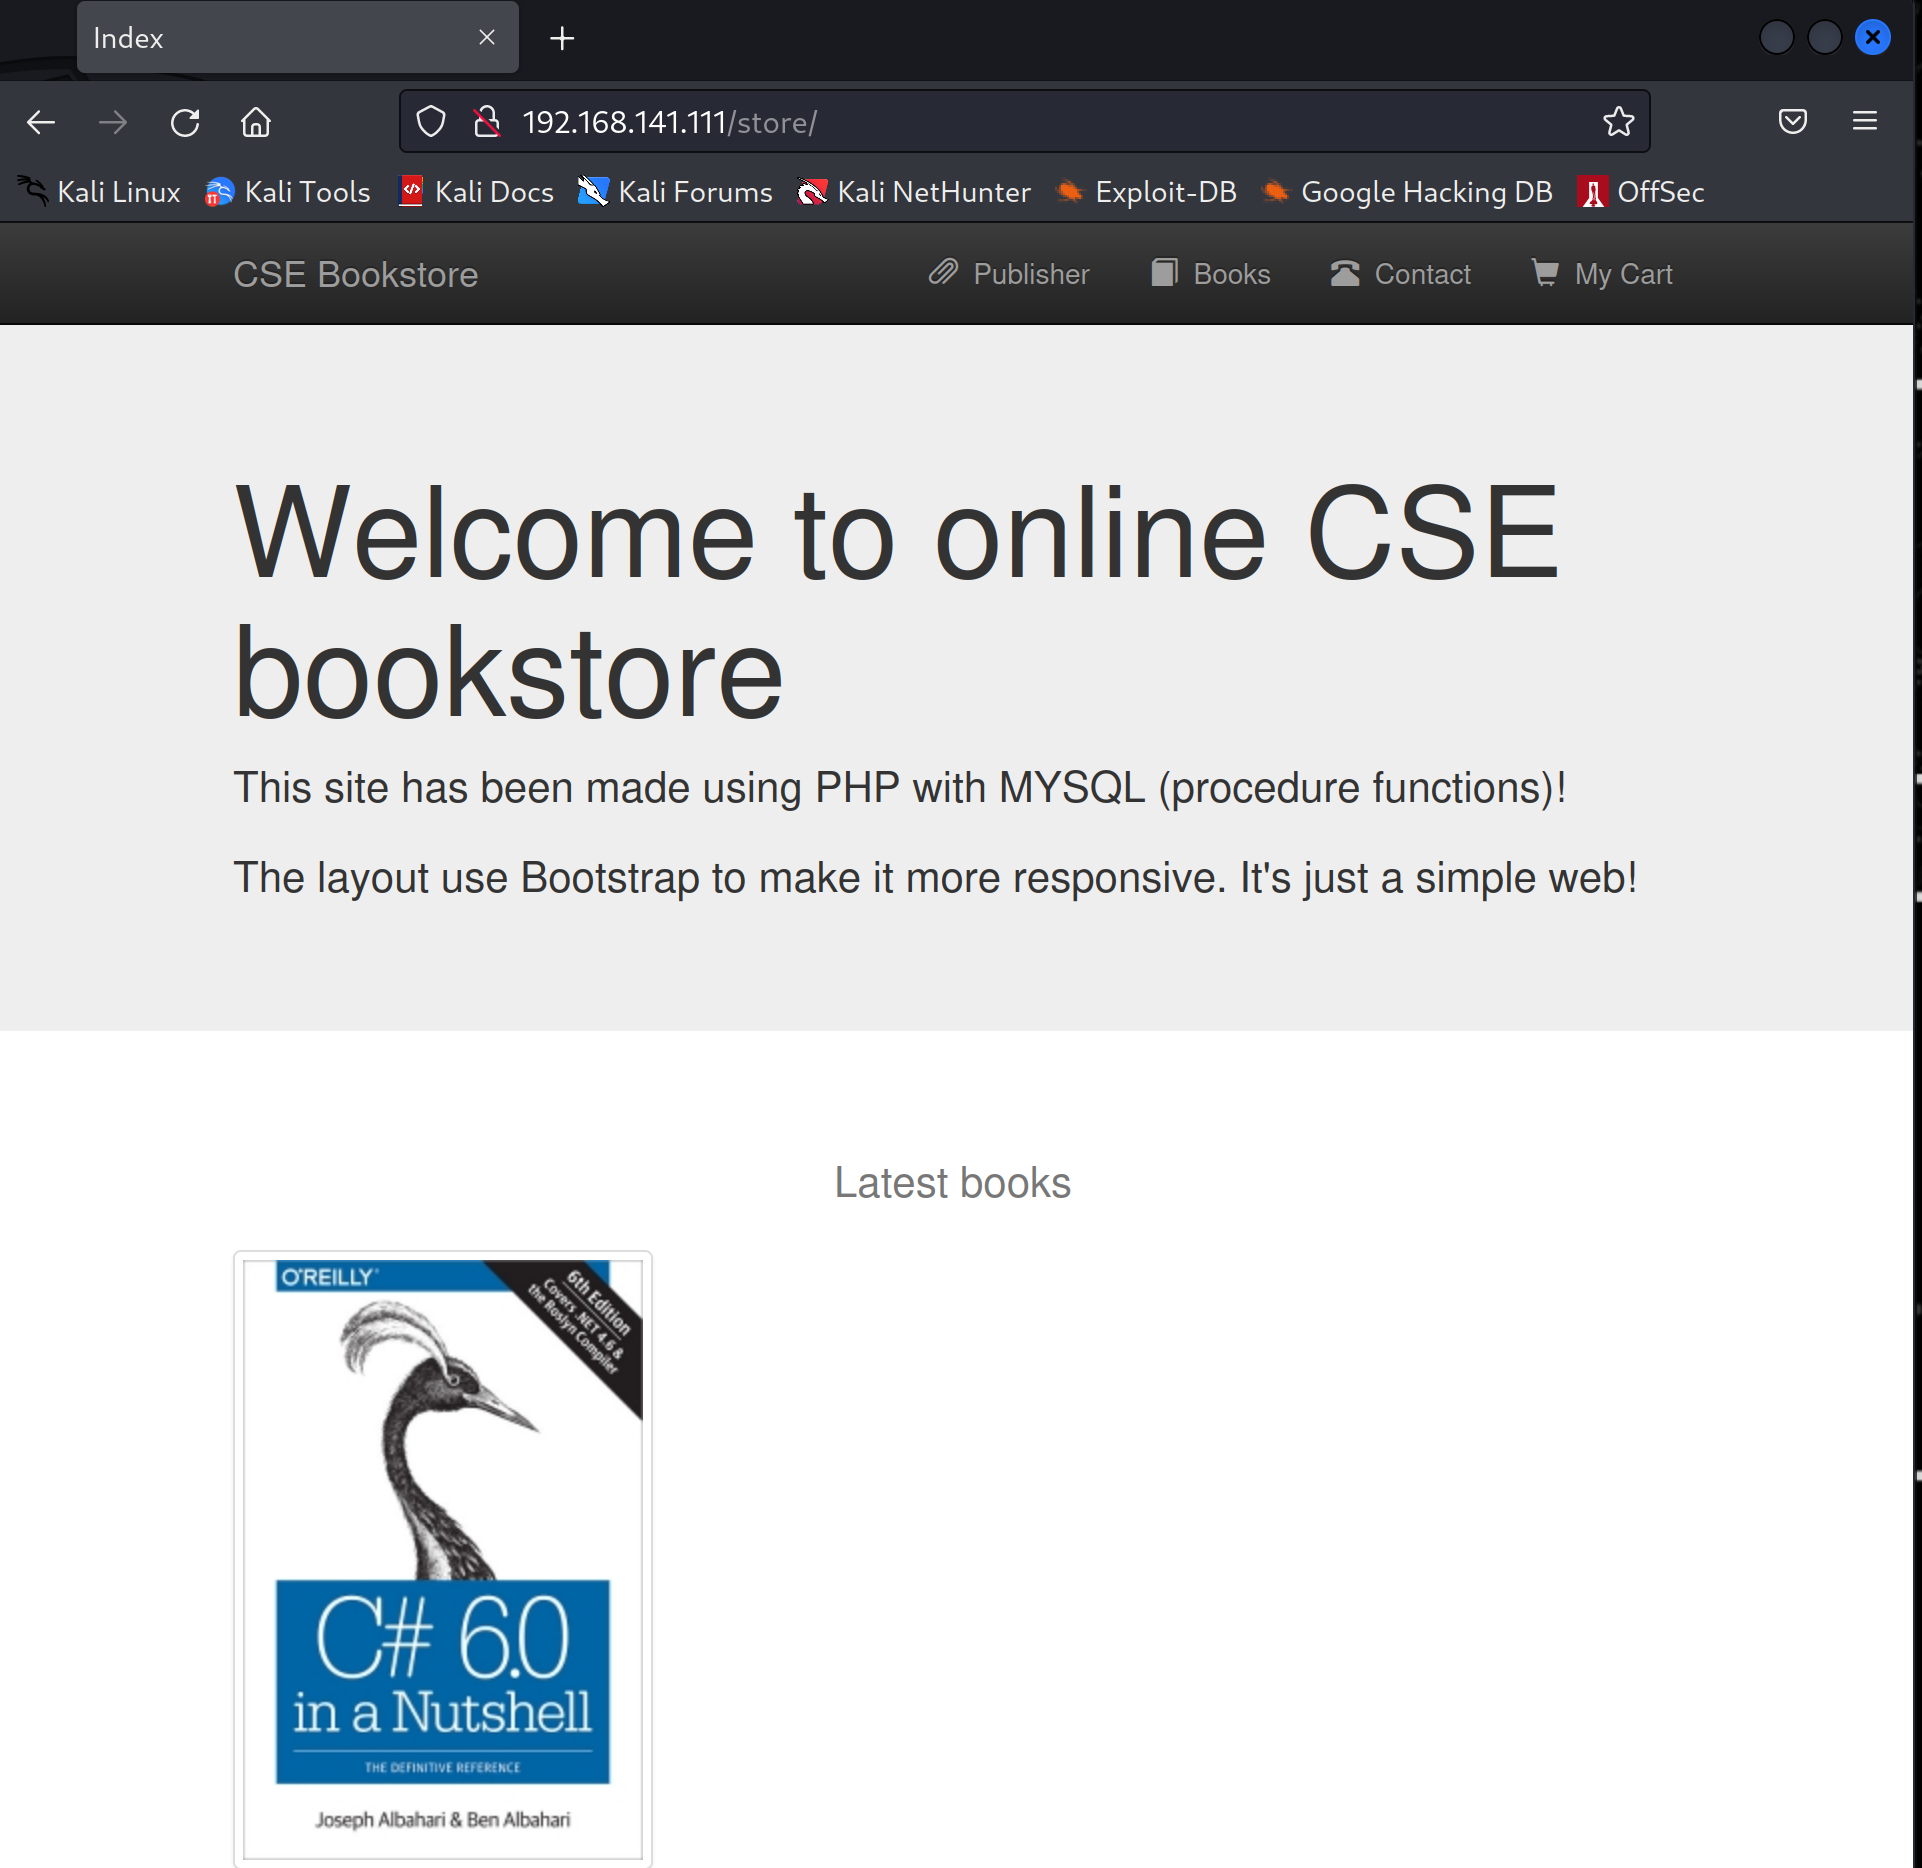 Index
192.168.141.111/store/
Kali Linux Kali Tools Kali Docs Kali Forums Kali NetHunter Exploit-DB Google Hacking DB OffSec
CSE Bookstore Publisher Books Contact My Cart
Welcome to online CSE
bookstore
This site has been made using PHP with MYSQL (procedure functions)!
The layout use Bootstrap to make it more responsive. It's just a simple web!
Latest books
O'REILLY
6th Edition
Covers .NET 4.6 &
the Roslyn Compiler
C# 6.0
in a Nutshell
THE DEFINITIVE REFERENCE
Joseph Albahari & Ben Albahari